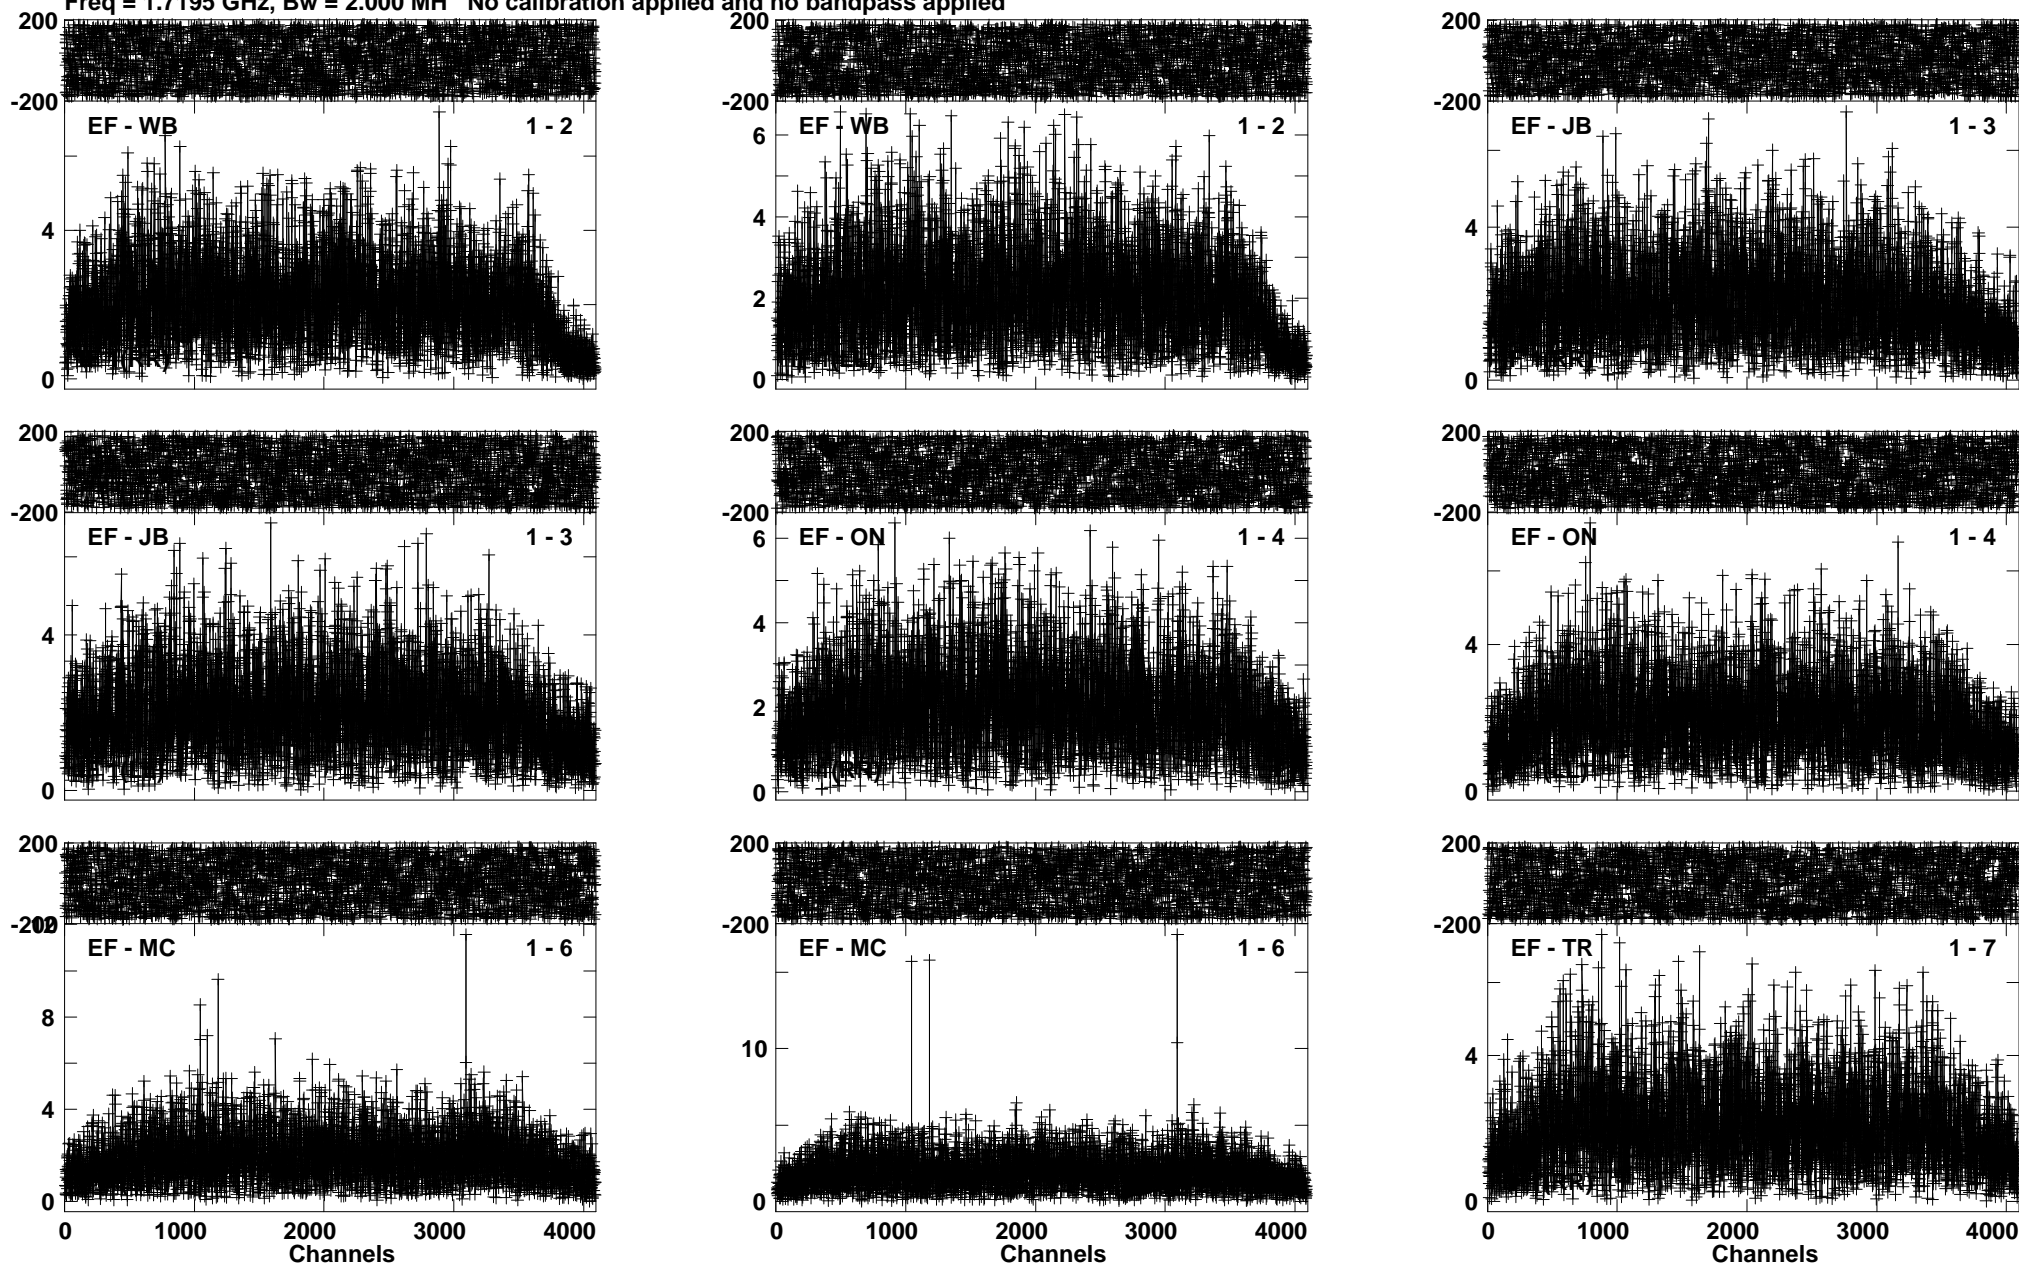 Freq = 1.7195 GHz, Bw = 2.000 MH No calibration applied and no bandpass applied
200 200 200
-200 -200 -200
EF - WB 1 - 2 EF - WB 1 - 2 EF - JB 1 - 3
6
4 4 4
2
0 0 0
200 200 200
-200 -200 -200
EF - JB 1 - 3 EF - ON 1 - 4 EF - ON 1 - 4
6
4 4 4
2
0 0 0
200 200 200
-200 -200 -200
12
EF - MC 1 - 6 EF - MC 1 - 6 EF - TR 1 - 7
8 10 4
4
0 0 0
0 1000 2000 3000 4000 0 1000 2000 3000 4000 0 1000 2000 3000 4000
Channels Channels